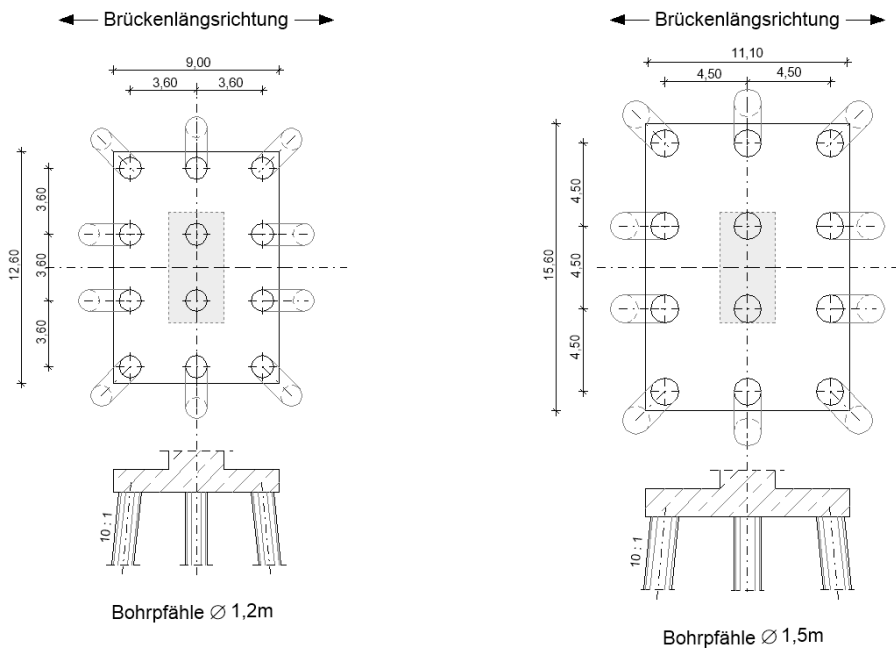 Brückenlängsrichtung
9,00
3,60 3,60
12,60
3,60
3,60
3,60
10 : 1
Bohrpfähle ∅ 1,2m
Brückenlängsrichtung
11,10
4,50 4,50
15,60
4,50
4,50
4,50
10 : 1
Bohrpfähle ∅ 1,5m